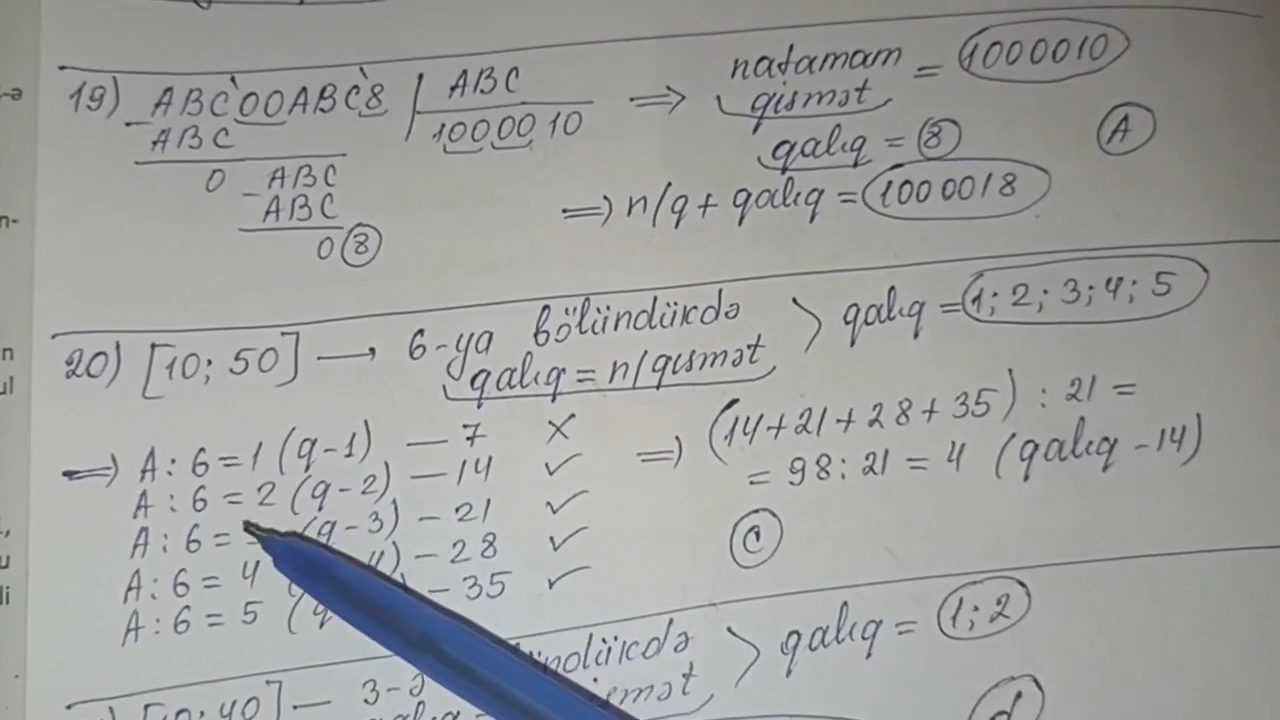 19) ABC00ABC8 | ABC
ABC 1000010
0 ABC
ABC
0 8
⇒ natamam qismət = 1000010
qalıq = 8 A
⇒ n/q + qalıq = 1000018
20) [10; 50] → 6-ya bölündükdə
qalıq = n/qismət > qalıq = 1; 2; 3; 4; 5
⇒ A : 6 = 1 (q-1) — 7 ×
A : 6 = 2 (q-2) — 14 ✓
A : 6 = (q-3) — 21 ✓
A : 6 = 4 — 28 ✓
A : 6 = 5 (q — 35 ✓
⇒ (14+21+28+35) : 21 =
= 98 : 21 = 4 (qalıq - 14)
C
40] — 3-ə > qalıq = 1; 2
d